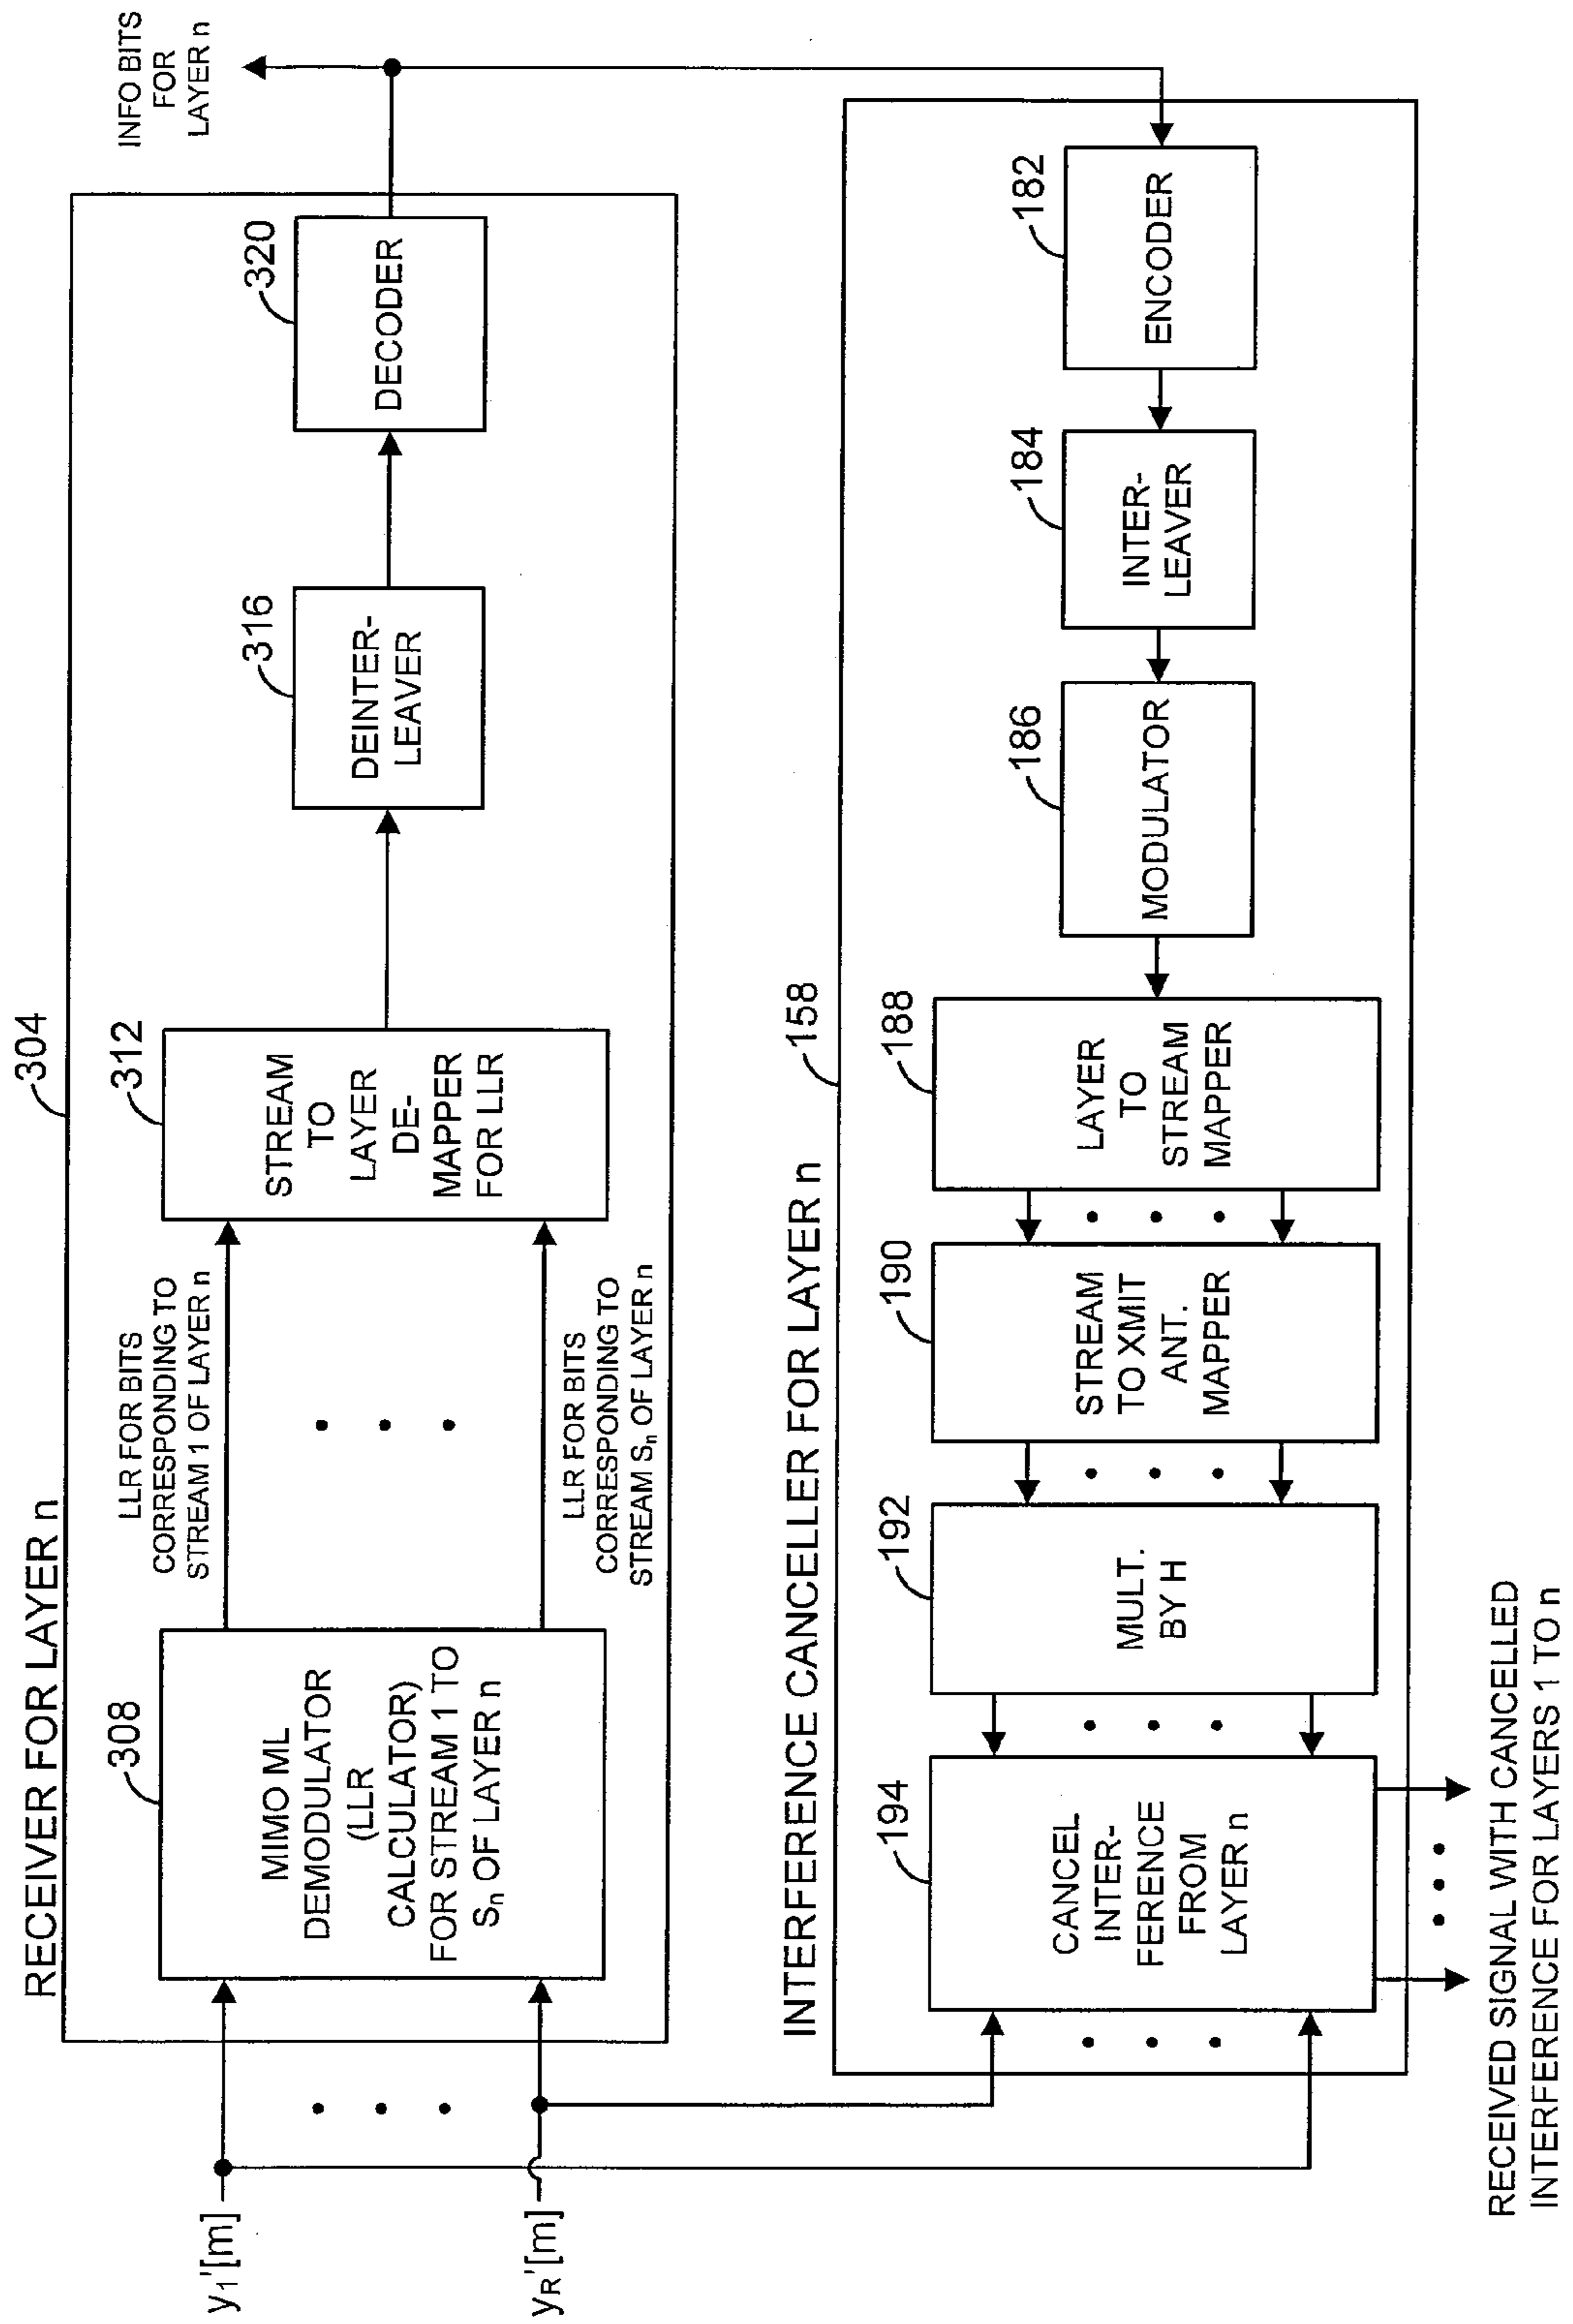 RECEIVER FOR LAYER n
304
y1'[m]
yR'[m]
308
MIMO ML
DEMODULATOR
(LLR
CALCULATOR)
FOR STREAM 1 TO
Sn OF LAYER n
LLR FOR BITS
CORRESPONDING TO
STREAM 1 OF LAYER n
LLR FOR BITS
CORRESPONDING TO
STREAM Sn OF LAYER n
312
STREAM
TO
LAYER
DE-
MAPPER
FOR LLR
316
DEINTER-
LEAVER
320
DECODER
INFO BITS
FOR
LAYER n
INTERFERENCE CANCELLER FOR LAYER n
158
194
CANCEL
INTER-
FERENCE
FROM
LAYER n
192
MULT.
BY H
190
STREAM
TO XMIT
ANT.
MAPPER
188
LAYER
TO
STREAM
MAPPER
186
MODULATOR
184
INTER-
LEAVER
182
ENCODER
RECEIVED SIGNAL WITH CANCELLED
INTERFERENCE FOR LAYERS 1 TO n